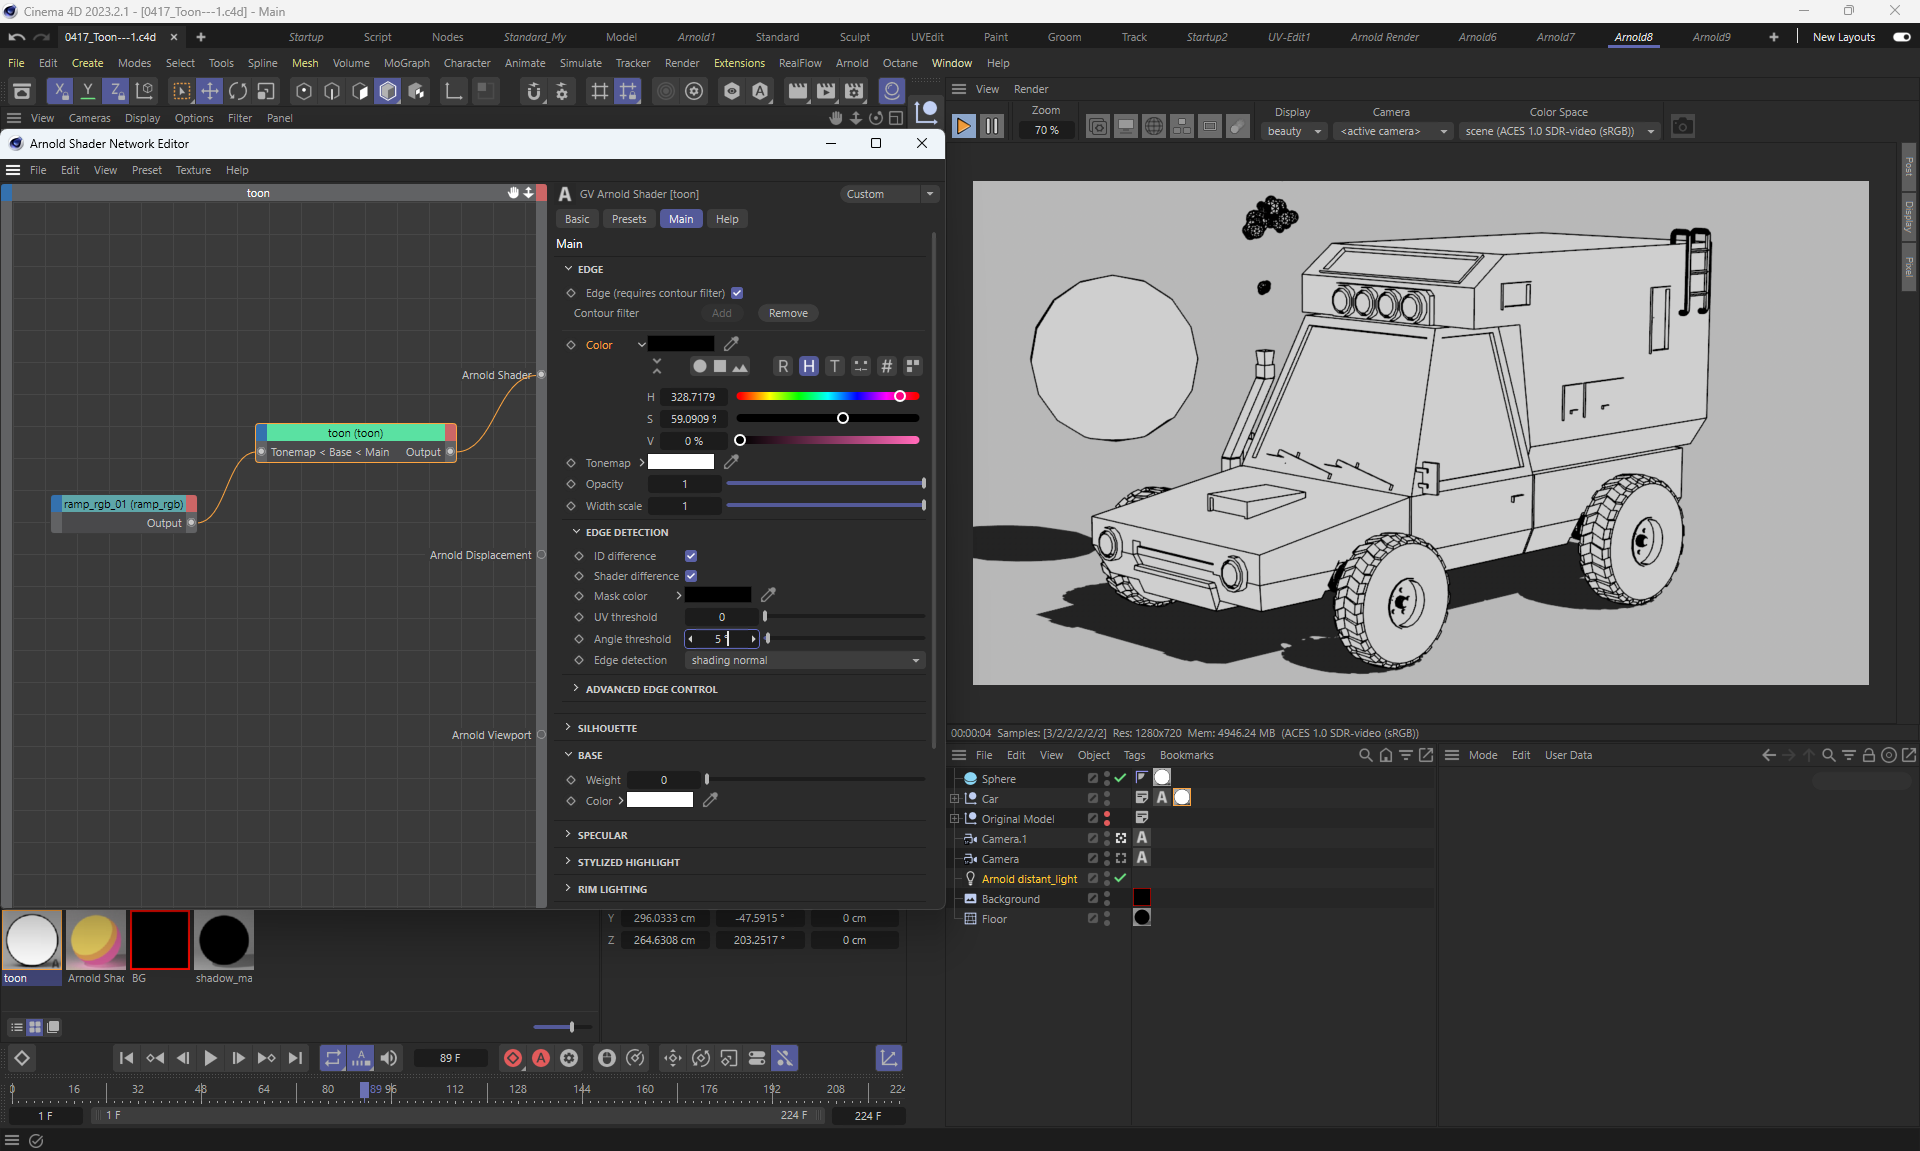 Cinema 4D 2023.2.1 - [0417_Toon---1.c4d] - Main
0417_Toon---1.c4d
Startup Script Nodes Standard_My Model Arnold1 Standard Sculpt UVEdit Paint Groom Track Startup2 UV-Edit1 Arnold Render Arnold6 Arnold7 Arnold8 Arnold9 New Layouts
File Edit Create Modes Select Tools Spline Mesh Volume MoGraph Character Animate Simulate Tracker Render Extensions RealFlow Arnold Octane Window Help
View Cameras Display Options Filter Panel
View Render
Zoom
70 %
Display
beauty
Camera
<active camera>
Color Space
scene (ACES 1.0 SDR-video (sRGB))
Post
Display
Pixel
Arnold Shader Network Editor
File Edit View Preset Texture Help
toon
Arnold Shader
toon (toon)
Tonemap < Base < Main Output
ramp_rgb_01 (ramp_rgb)
Output
Arnold Displacement
Arnold Viewport
GV Arnold Shader [toon]
Custom
Basic Presets Main Help
Main
EDGE
Edge (requires contour filter)
Contour filter Add Remove
Color
R H T #
H 328.7179
S 59.0909 %
V 0 %
Tonemap
Opacity 1
Width scale 1
EDGE DETECTION
ID difference
Shader difference
Mask color
UV threshold 0
Angle threshold 5 °
Edge detection shading normal
ADVANCED EDGE CONTROL
SILHOUETTE
BASE
Weight 0
Color
SPECULAR
STYLIZED HIGHLIGHT
RIM LIGHTING
00:00:04 Samples: [3/2/2/2/2/2] Res: 1280x720 Mem: 4946.24 MB (ACES 1.0 SDR-video (sRGB))
File Edit View Object Tags Bookmarks
Mode Edit User Data
Sphere
Car
Original Model
Camera.1
Camera
Arnold distant_light
Background
Floor
Y 296.0333 cm -47.5915 ° 0 cm
Z 264.6308 cm 203.2517 ° 0 cm
toon Arnold Shac BG shadow_ma
89 F
16 32 48 64 80 89 96 112 128 144 160 176 192 208 224
1 F 1 F 224 F 224 F